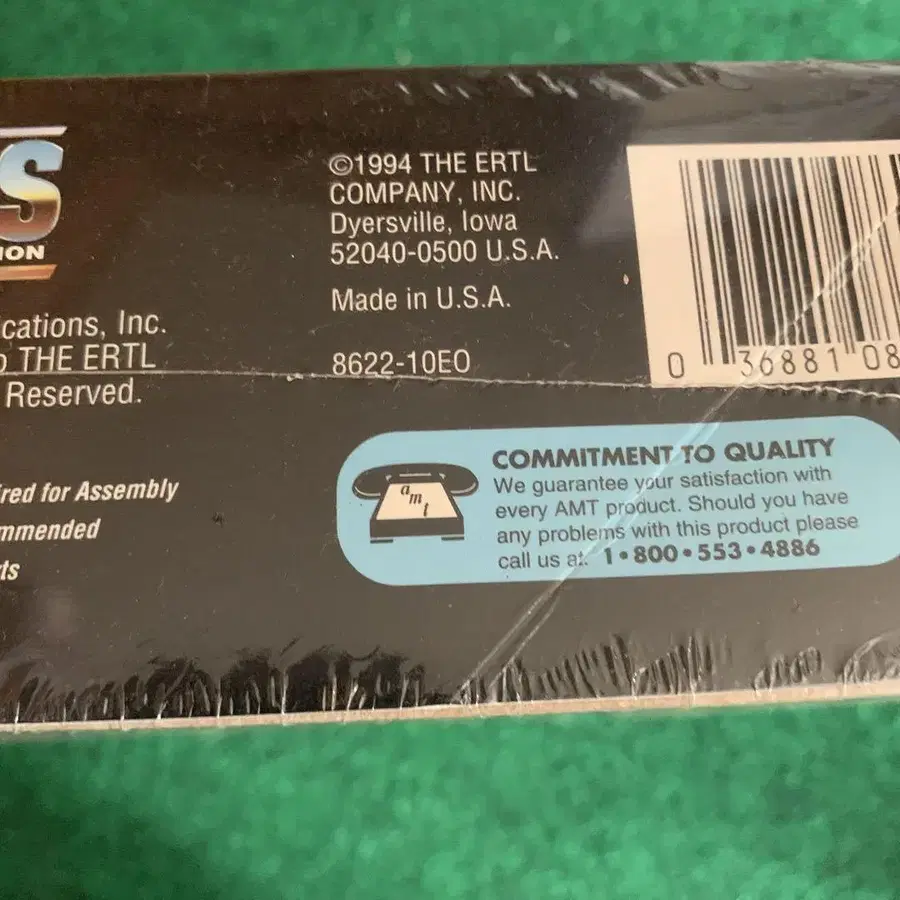 S
ION
cations, Inc.
THE ERTL
Reserved.
ired for Assembly
mmended
ts
©1994 THE ERTL
COMPANY, INC.
Dyersville, Iowa
52040-0500 U.S.A.
Made in U.S.A.
8622-10EO
0 36881 08
amt
COMMITMENT TO QUALITY
We guarantee your satisfaction with
every AMT product. Should you have
any problems with this product please
call us at: 1•800•553•4886